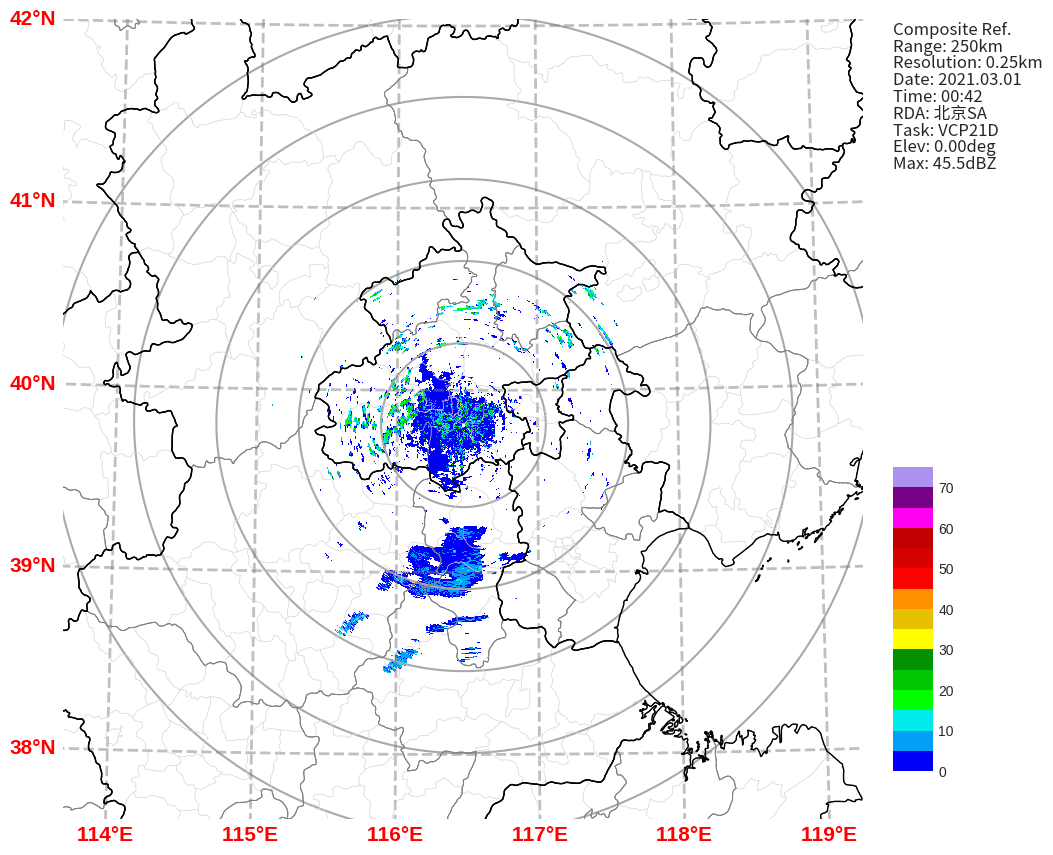 42°N
41°N
40°N
39°N
38°N
114°E
115°E
116°E
117°E
118°E
119°E
Composite Ref.
Range: 250km
Resolution: 0.25km
Date: 2021.03.01
Time: 00:42
RDA: 北京SA
Task: VCP21D
Elev: 0.00deg
Max: 45.5dBZ
70
60
50
40
30
20
10
0